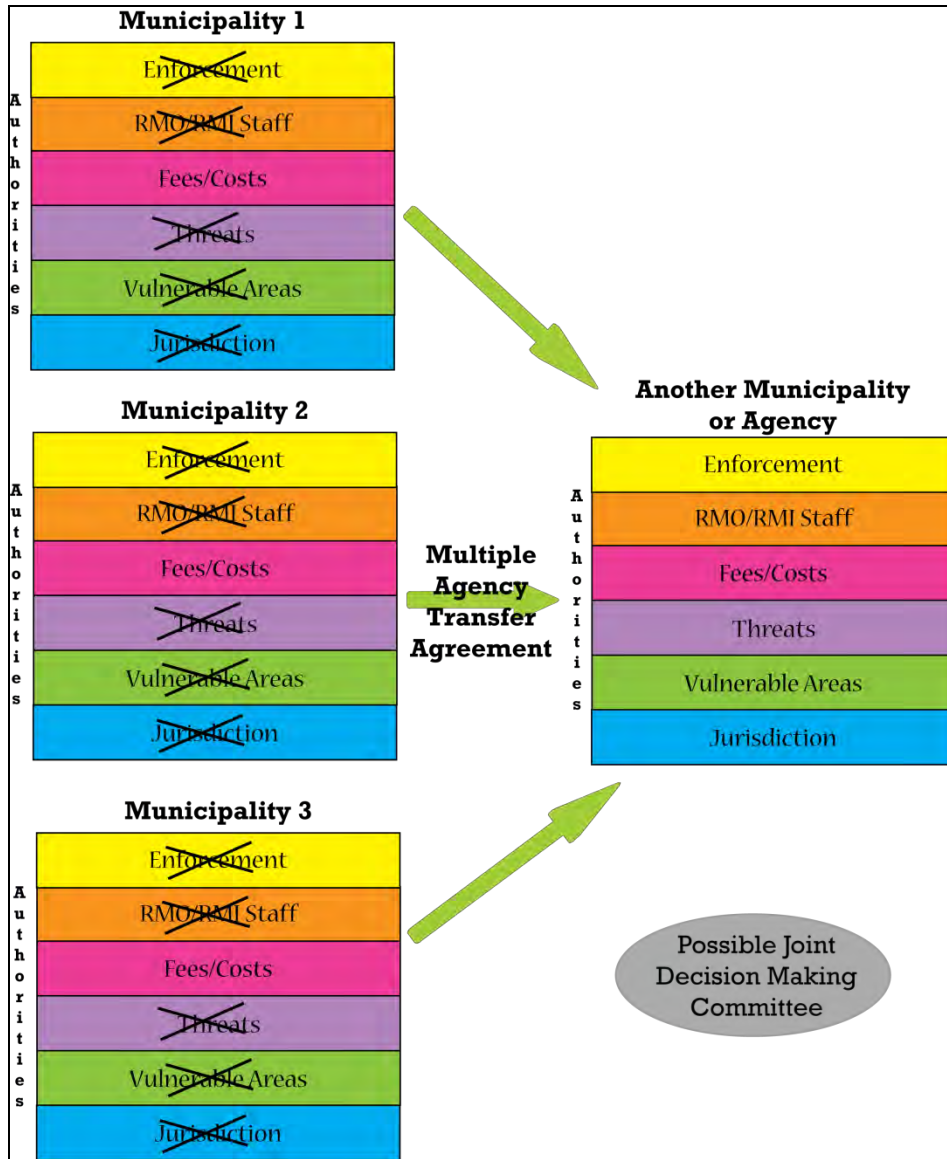 Municipality 1
Authorities
Enforcement
RMO/RMI Staff
Fees/Costs
Threats
Vulnerable Areas
Jurisdiction
Municipality 2
Authorities
Enforcement
RMO/RMI Staff
Fees/Costs
Threats
Vulnerable Areas
Jurisdiction
Multiple
Agency
Transfer
Agreement
Another Municipality
or Agency
Authorities
Enforcement
RMO/RMI Staff
Fees/Costs
Threats
Vulnerable Areas
Jurisdiction
Municipality 3
Authorities
Enforcement
RMO/RMI Staff
Fees/Costs
Threats
Vulnerable Areas
Jurisdiction
Possible Joint
Decision Making
Committee